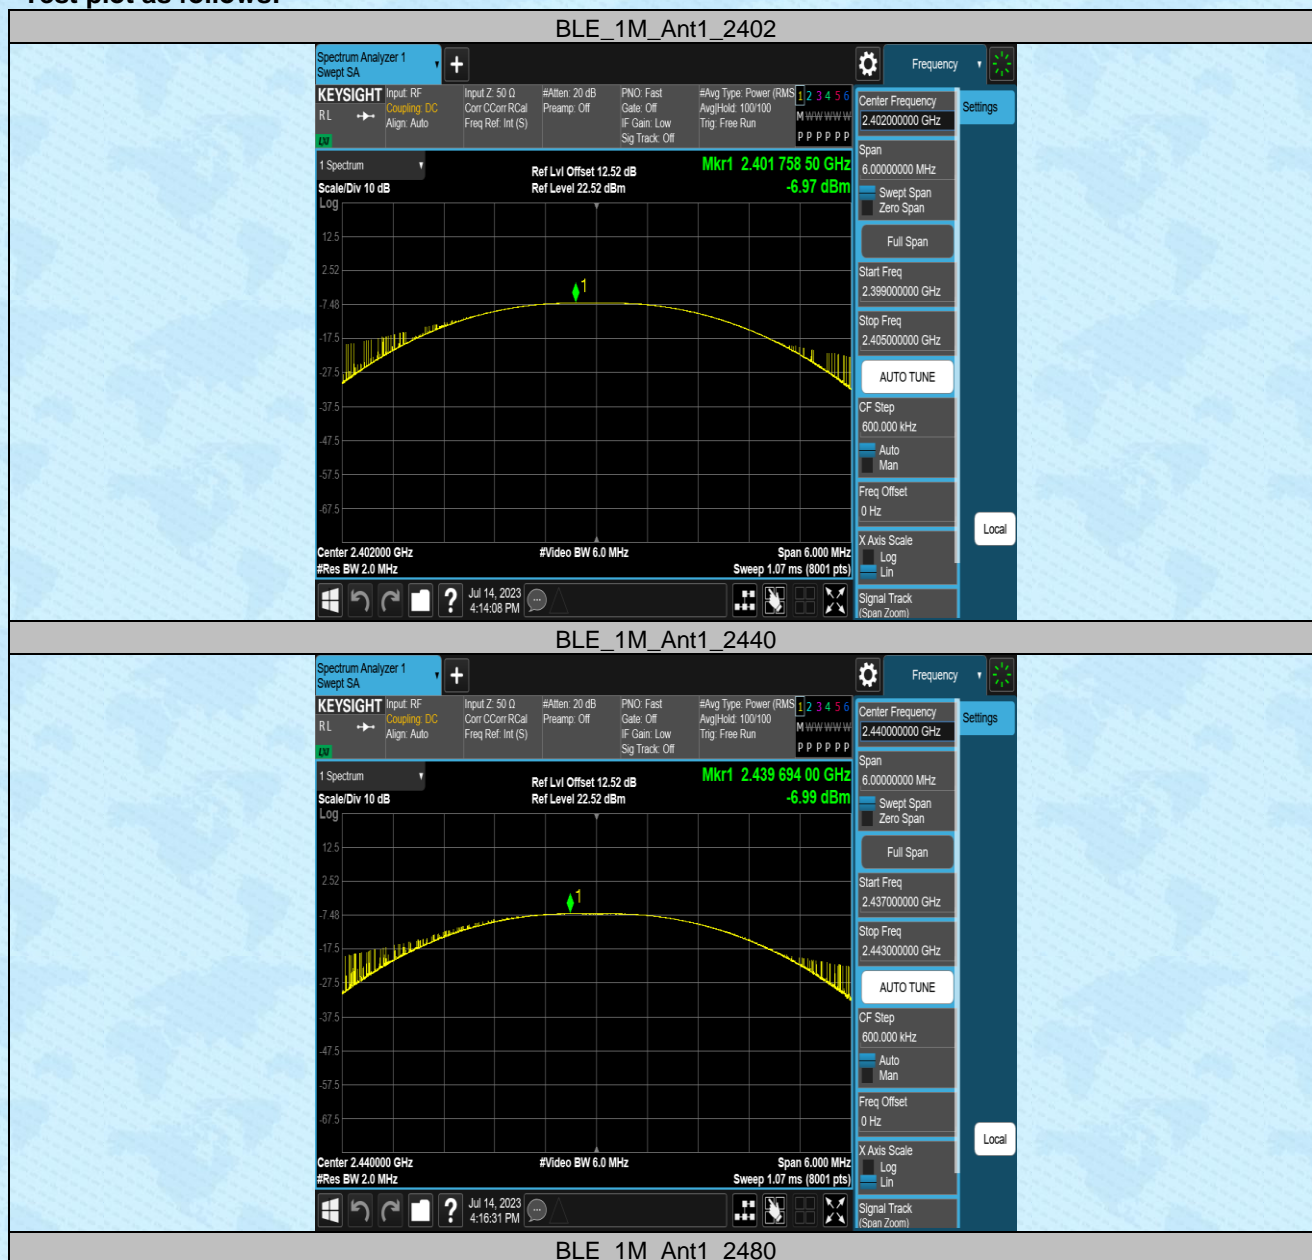 Test plot as follows:
BLE_1M_Ant1_2402
Spectrum Analyzer 1
Swept SA
Frequency
KEYSIGHT
RL
LXI
Input: RF
Coupling: DC
Align: Auto
Input Z: 50 Ω
Corr CCorr RCal
Freq Ref: Int (S)
#Atten: 20 dB
Preamp: Off
PNO: Fast
Gate: Off
IF Gain: Low
Sig Track: Off
#Avg Type: Power (RMS
Avg|Hold: 100/100
Trig: Free Run
1 2 3 4 5 6
M W W W W W
P P P P P P
1 Spectrum
Scale/Div 10 dB
Log
Ref Lvl Offset 12.52 dB
Ref Level 22.52 dBm
Mkr1 2.401 758 50 GHz
-6.97 dBm
1
12.5
2.52
-7.48
-17.5
-27.5
-37.5
-47.5
-57.5
-67.5
Center 2.402000 GHz
#Res BW 2.0 MHz
#Video BW 6.0 MHz
Span 6.000 MHz
Sweep 1.07 ms (8001 pts)
?
Jul 14, 2023
4:14:08 PM
Center Frequency
2.402000000 GHz
Settings
Span
6.00000000 MHz
Swept Span
Zero Span
Full Span
Start Freq
2.399000000 GHz
Stop Freq
2.405000000 GHz
AUTO TUNE
CF Step
600.000 kHz
Auto
Man
Freq Offset
0 Hz
Local
X Axis Scale
Log
Lin
Signal Track
(Span Zoom)
BLE_1M_Ant1_2440
Spectrum Analyzer 1
Swept SA
Frequency
KEYSIGHT
RL
LXI
Input: RF
Coupling: DC
Align: Auto
Input Z: 50 Ω
Corr CCorr RCal
Freq Ref: Int (S)
#Atten: 20 dB
Preamp: Off
PNO: Fast
Gate: Off
IF Gain: Low
Sig Track: Off
#Avg Type: Power (RMS
Avg|Hold: 100/100
Trig: Free Run
1 2 3 4 5 6
M W W W W W
P P P P P P
1 Spectrum
Scale/Div 10 dB
Log
Ref Lvl Offset 12.52 dB
Ref Level 22.52 dBm
Mkr1 2.439 694 00 GHz
-6.99 dBm
1
12.5
2.52
-7.48
-17.5
-27.5
-37.5
-47.5
-57.5
-67.5
Center 2.440000 GHz
#Res BW 2.0 MHz
#Video BW 6.0 MHz
Span 6.000 MHz
Sweep 1.07 ms (8001 pts)
?
Jul 14, 2023
4:16:31 PM
Center Frequency
2.440000000 GHz
Settings
Span
6.00000000 MHz
Swept Span
Zero Span
Full Span
Start Freq
2.437000000 GHz
Stop Freq
2.443000000 GHz
AUTO TUNE
CF Step
600.000 kHz
Auto
Man
Freq Offset
0 Hz
Local
X Axis Scale
Log
Lin
Signal Track
(Span Zoom)
BLE_1M_Ant1_2480